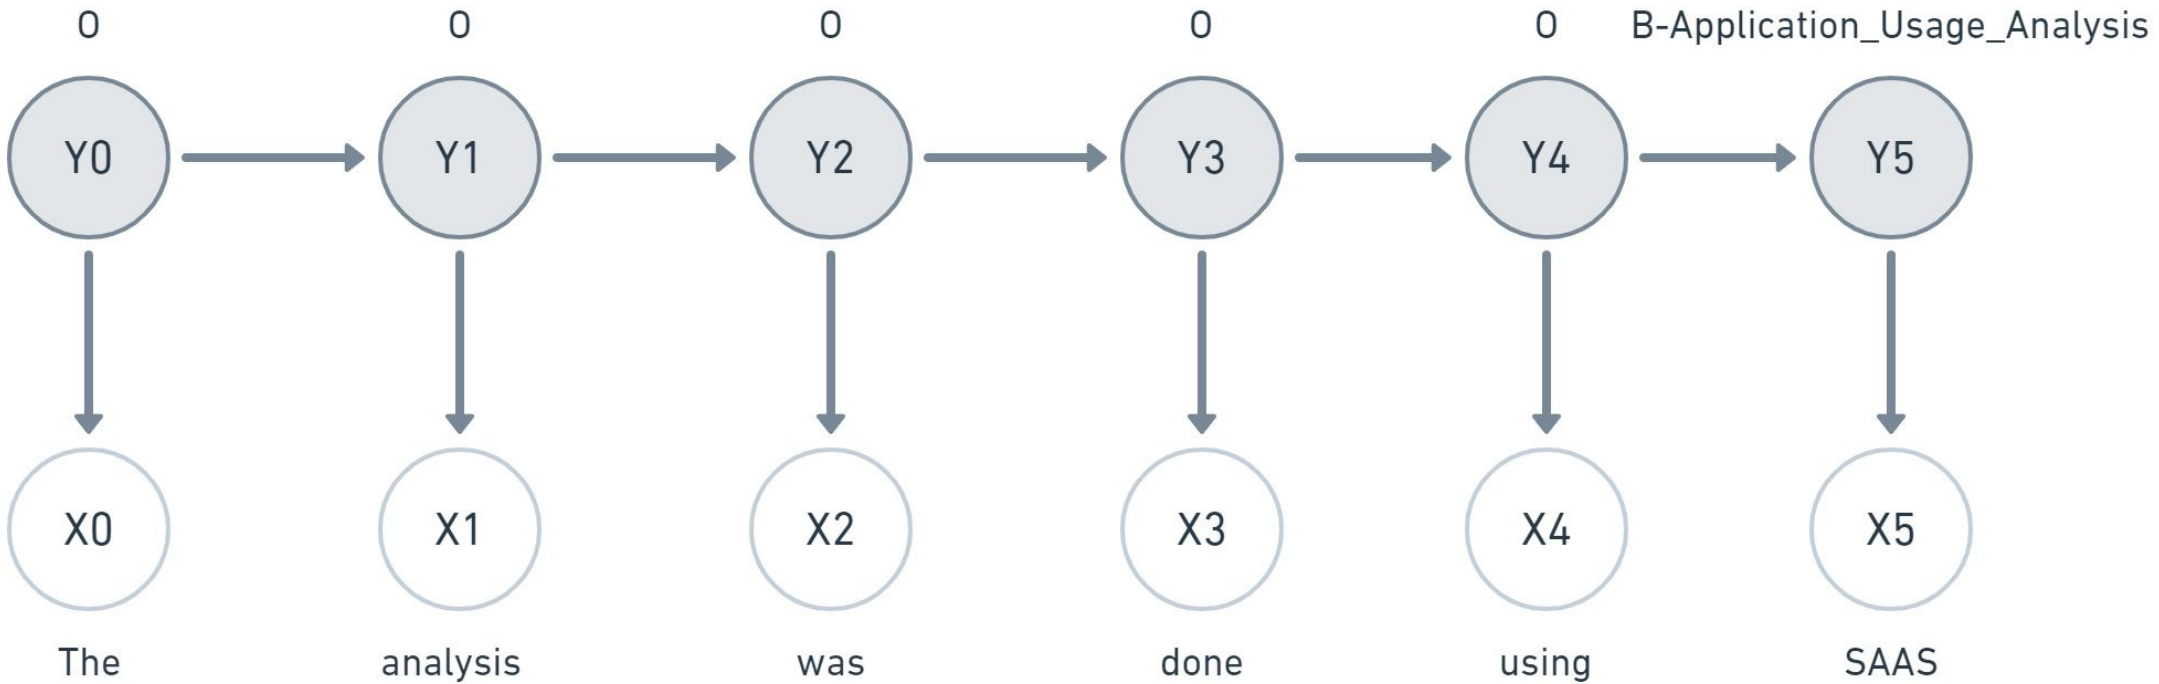 O O O O O B-Application_Usage_Analysis
Y0 Y1 Y2 Y3 Y4 Y5
X0 X1 X2 X3 X4 X5
The analysis was done using SAAS